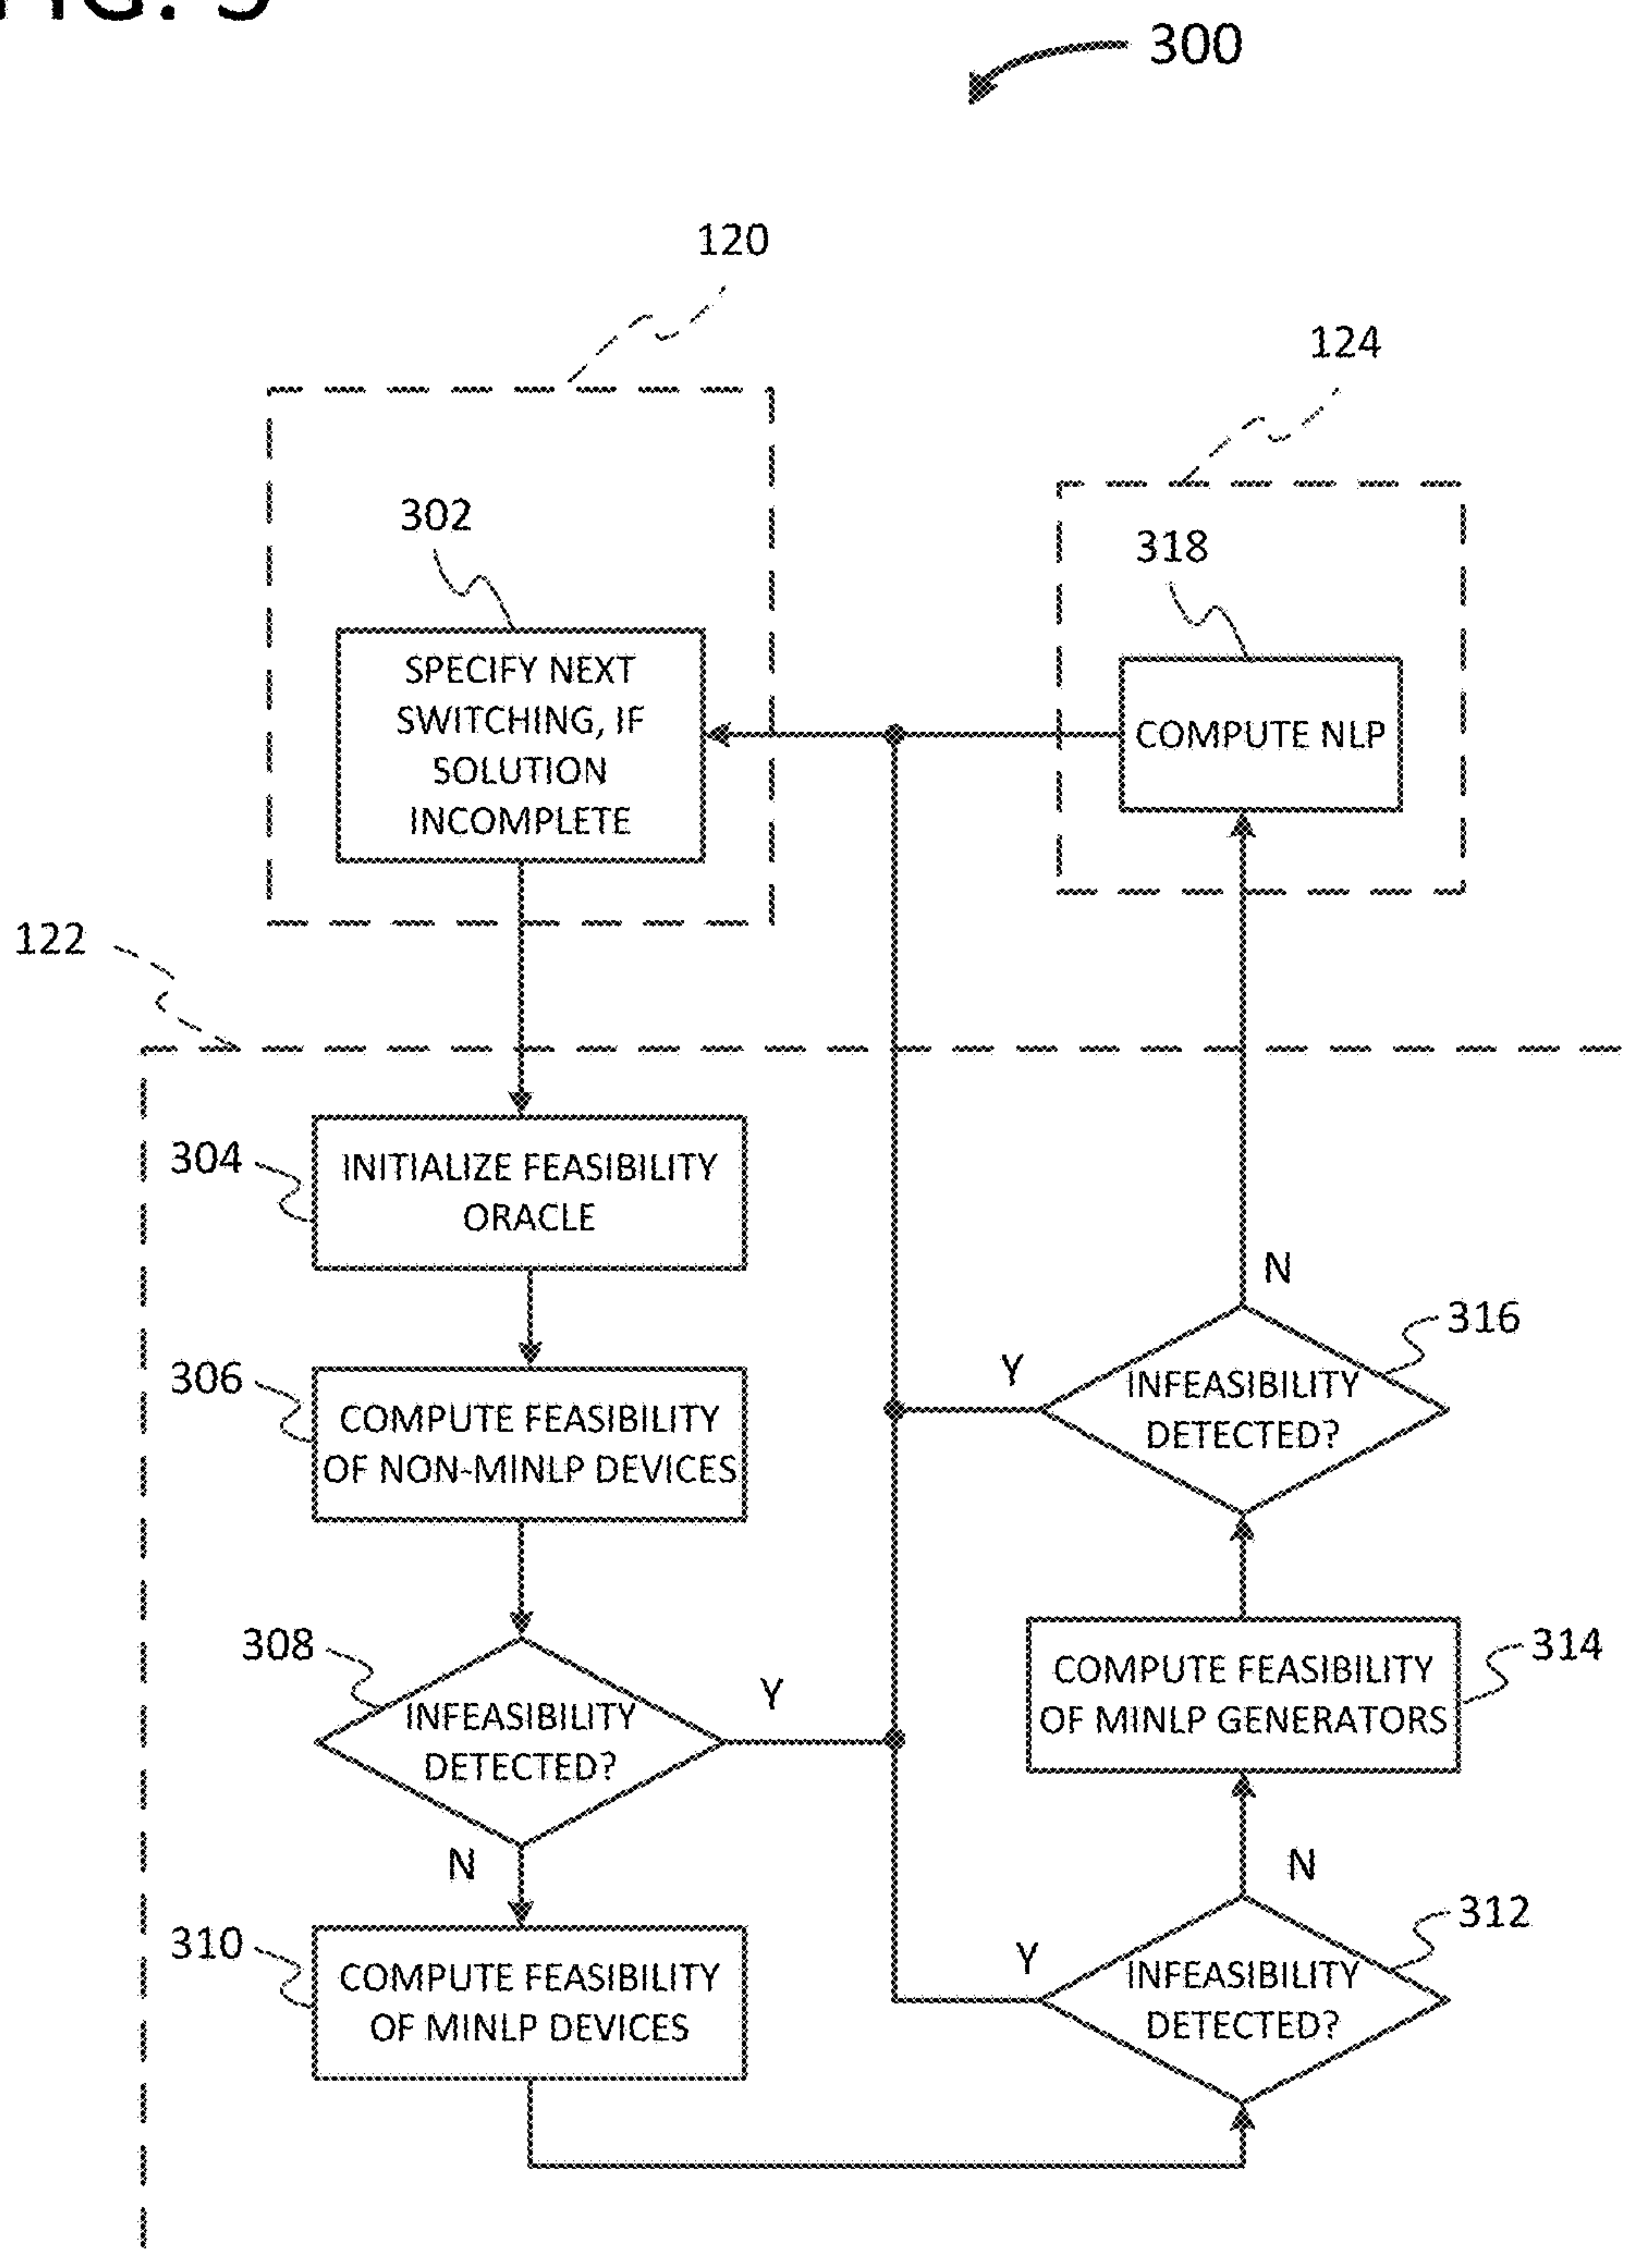 FIG. 3
300
120
124
302
318
SPECIFY NEXT
SWITCHING, IF
SOLUTION
INCOMPLETE
COMPUTE NLP
122
304
INITIALIZE FEASIBILITY
ORACLE
N
316
306
Y
INFEASIBILITY
DETECTED?
COMPUTE FEASIBILITY
OF NON-MINLP DEVICES
308
314
COMPUTE FEASIBILITY
OF MINLP GENERATORS
Y
INFEASIBILITY
DETECTED?
N
N
312
310
Y
INFEASIBILITY
DETECTED?
COMPUTE FEASIBILITY
OF MINLP DEVICES